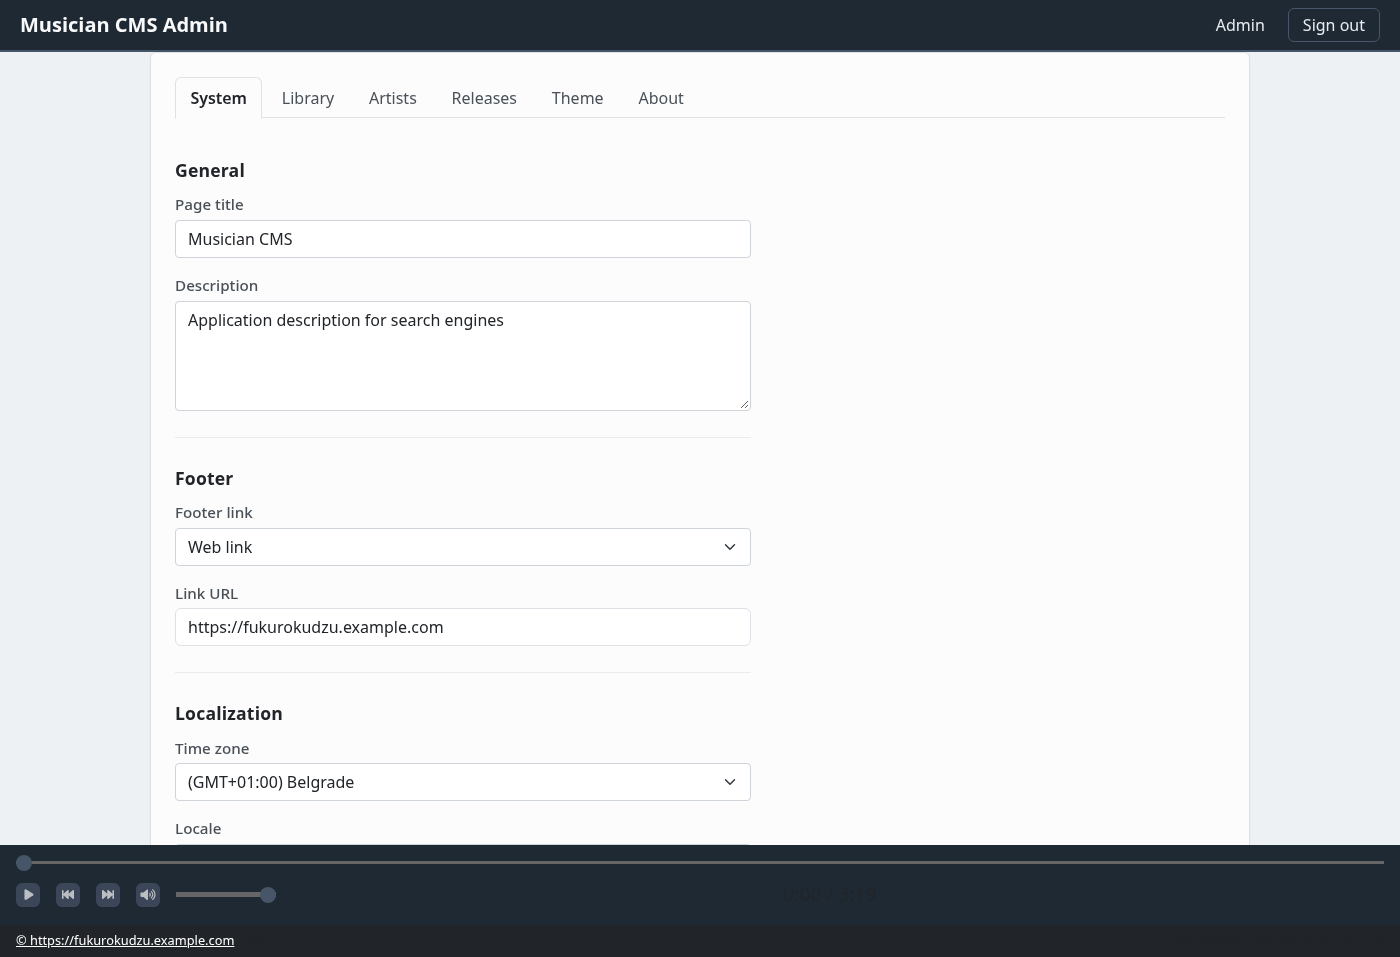 Musician CMS Admin
Admin
Sign out
System
Library
Artists
Releases
Theme
About
General
Page title
Musician CMS
Description
Application description for search engines
Footer
Footer link
Web link
Link URL
https://fukurokudzu.example.com
Localization
Time zone
(GMT+01:00) Belgrade
Locale
© https://fukurokudzu.example.com